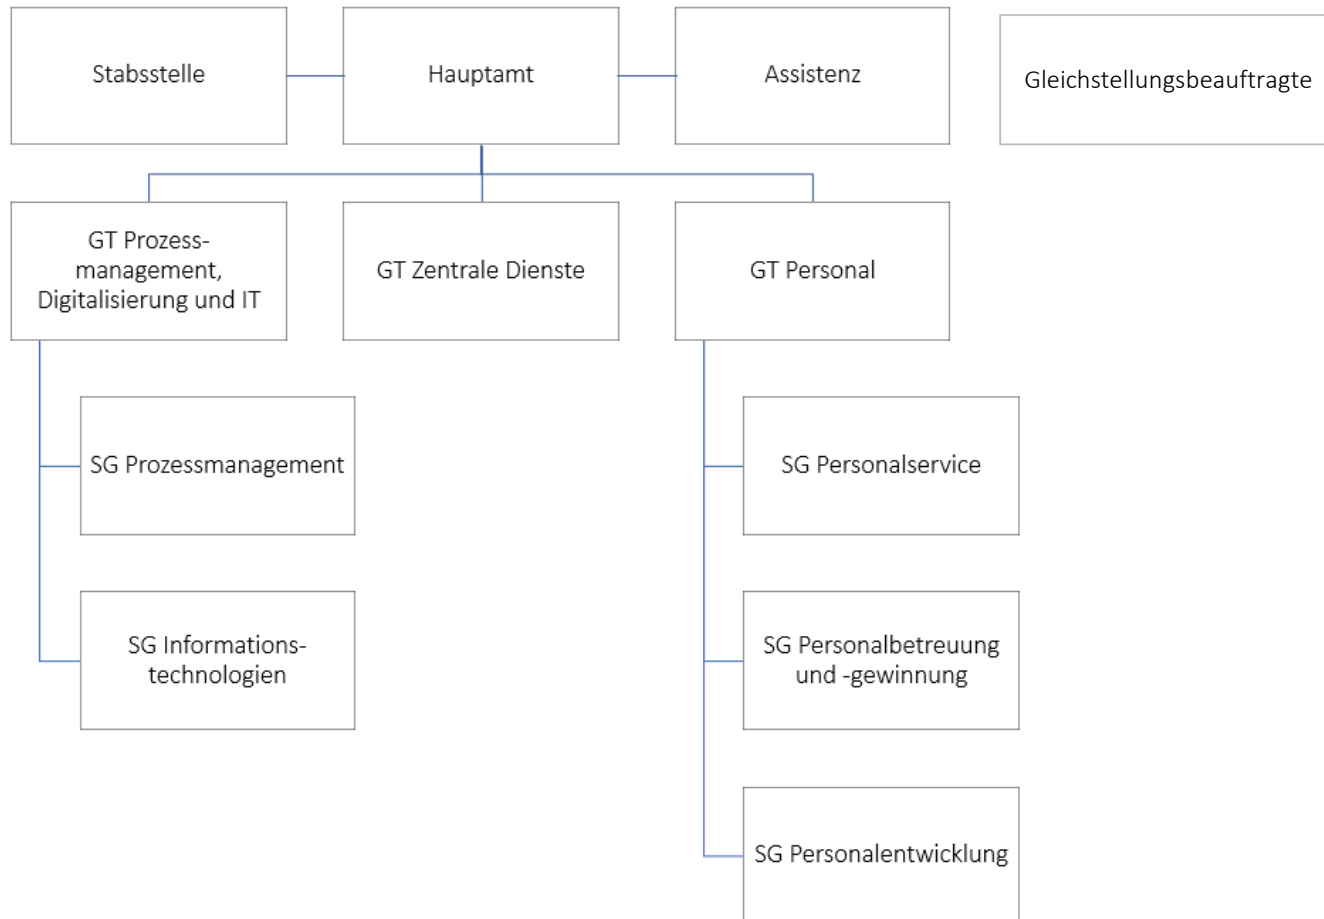 Stabsstelle
Hauptamt
Assistenz
Gleichstellungsbeauftragte
GT Prozess-
management,
Digitalisierung und IT
GT Zentrale Dienste
GT Personal
SG Prozessmanagement
SG Personalservice
SG Informations-
technologien
SG Personalbetreuung
und -gewinnung
SG Personalentwicklung